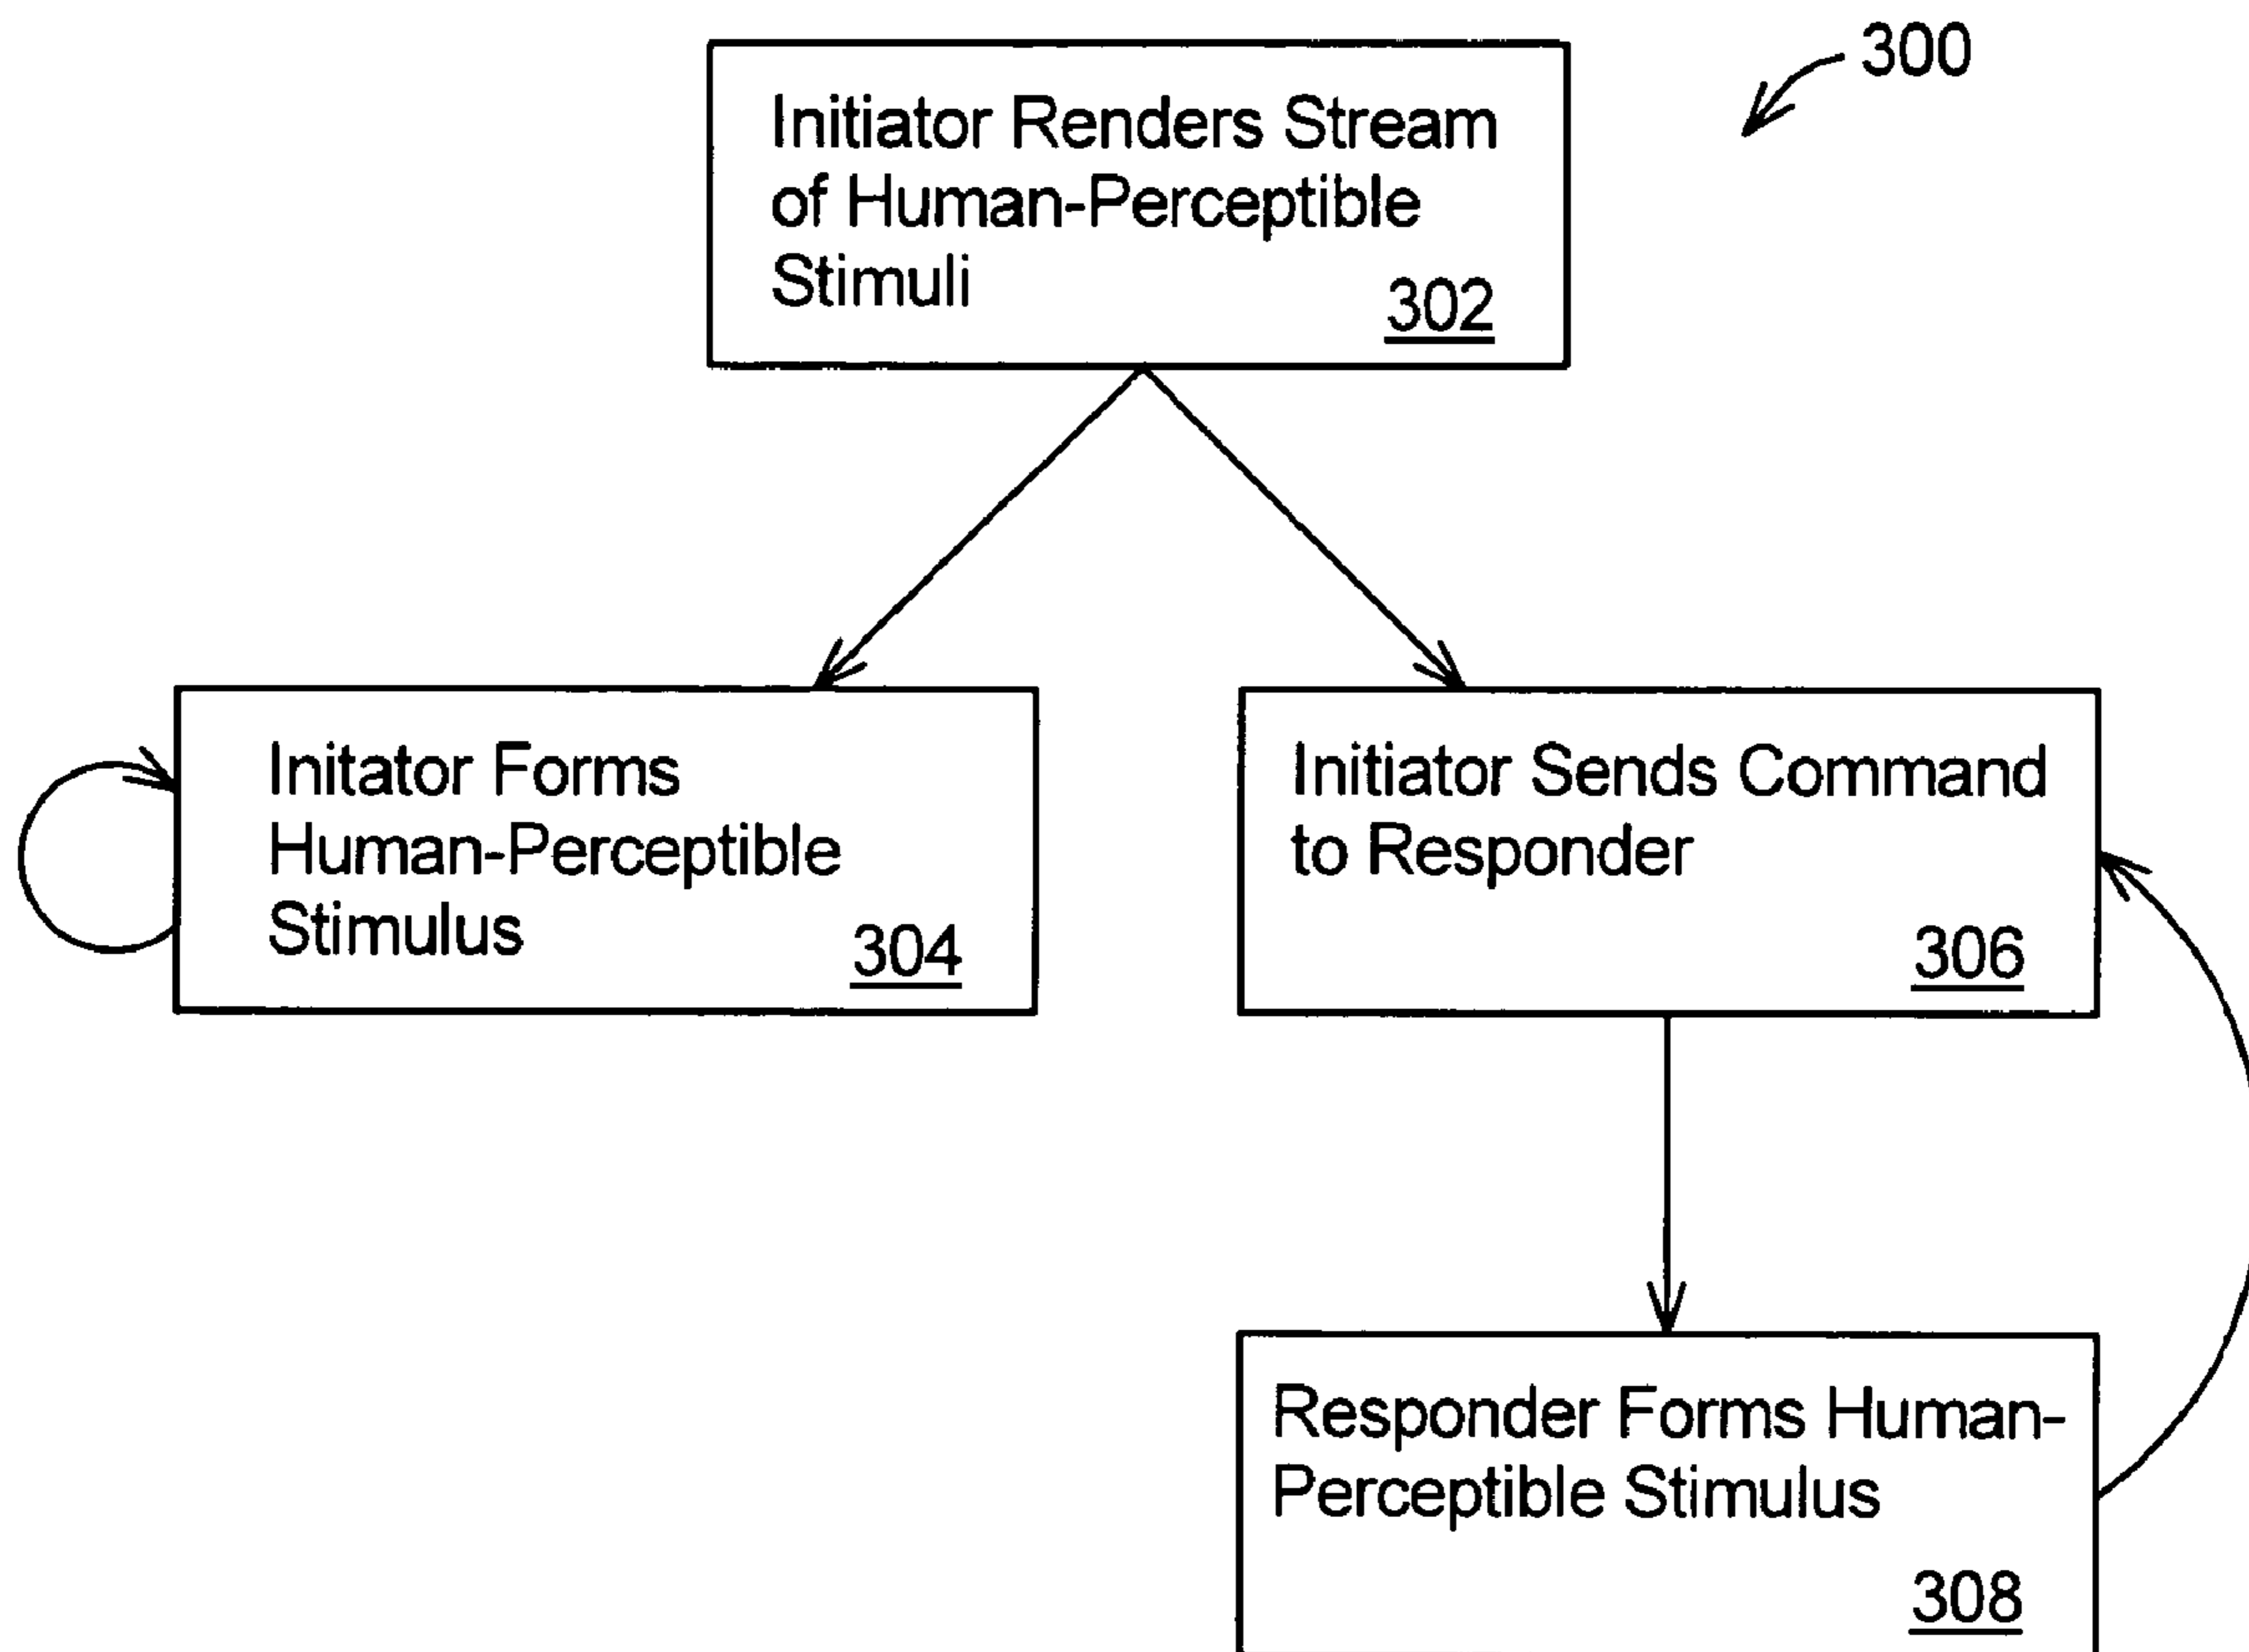 300
Initiator Renders Stream
of Human-Perceptible
Stimuli
302
Initator Forms
Human-Perceptible
Stimulus
304
Initiator Sends Command
to Responder
306
Responder Forms Human-
Perceptible Stimulus
308